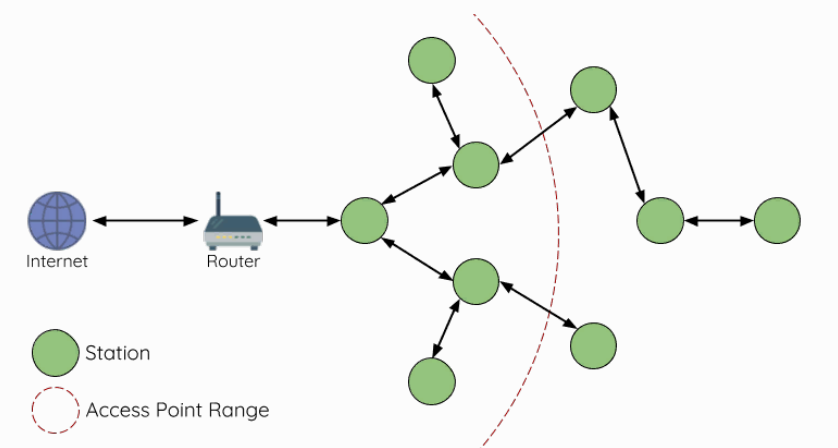 Internet
Router
Station
Access Point Range